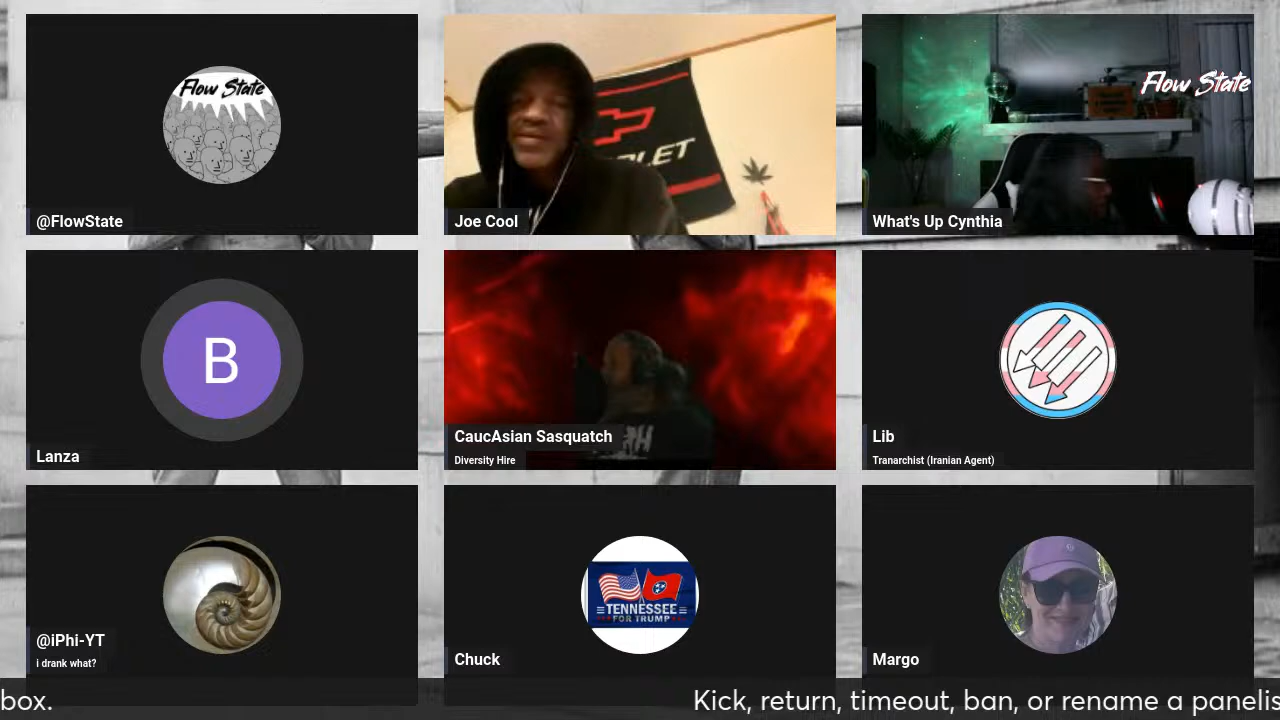 Flow State
@FlowState
Joe Cool
Flow State
What's Up Cynthia
B
Lanza
CaucAsian Sasquatch
Diversity Hire
Lib
Tranarchist (Iranian Agent)
@iPhi-YT
i drank what?
TENNESSEE
FOR TRUMP
Chuck
Margo
box.
Kick, return, timeout, ban, or rename a panelis